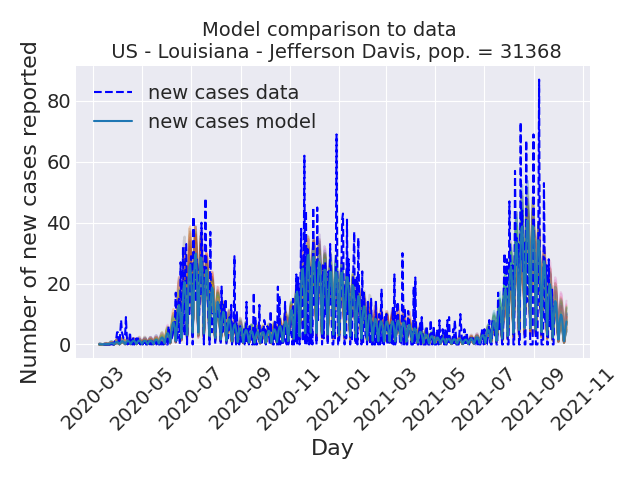 Model comparison to data
US - Louisiana - Jefferson Davis, pop. = 31368
Number of new cases reported
80
60
40
20
0
new cases data
new cases model
2020-03
2020-05
2020-07
2020-09
2020-11
2021-01
2021-03
2021-05
2021-07
2021-09
2021-11
Day